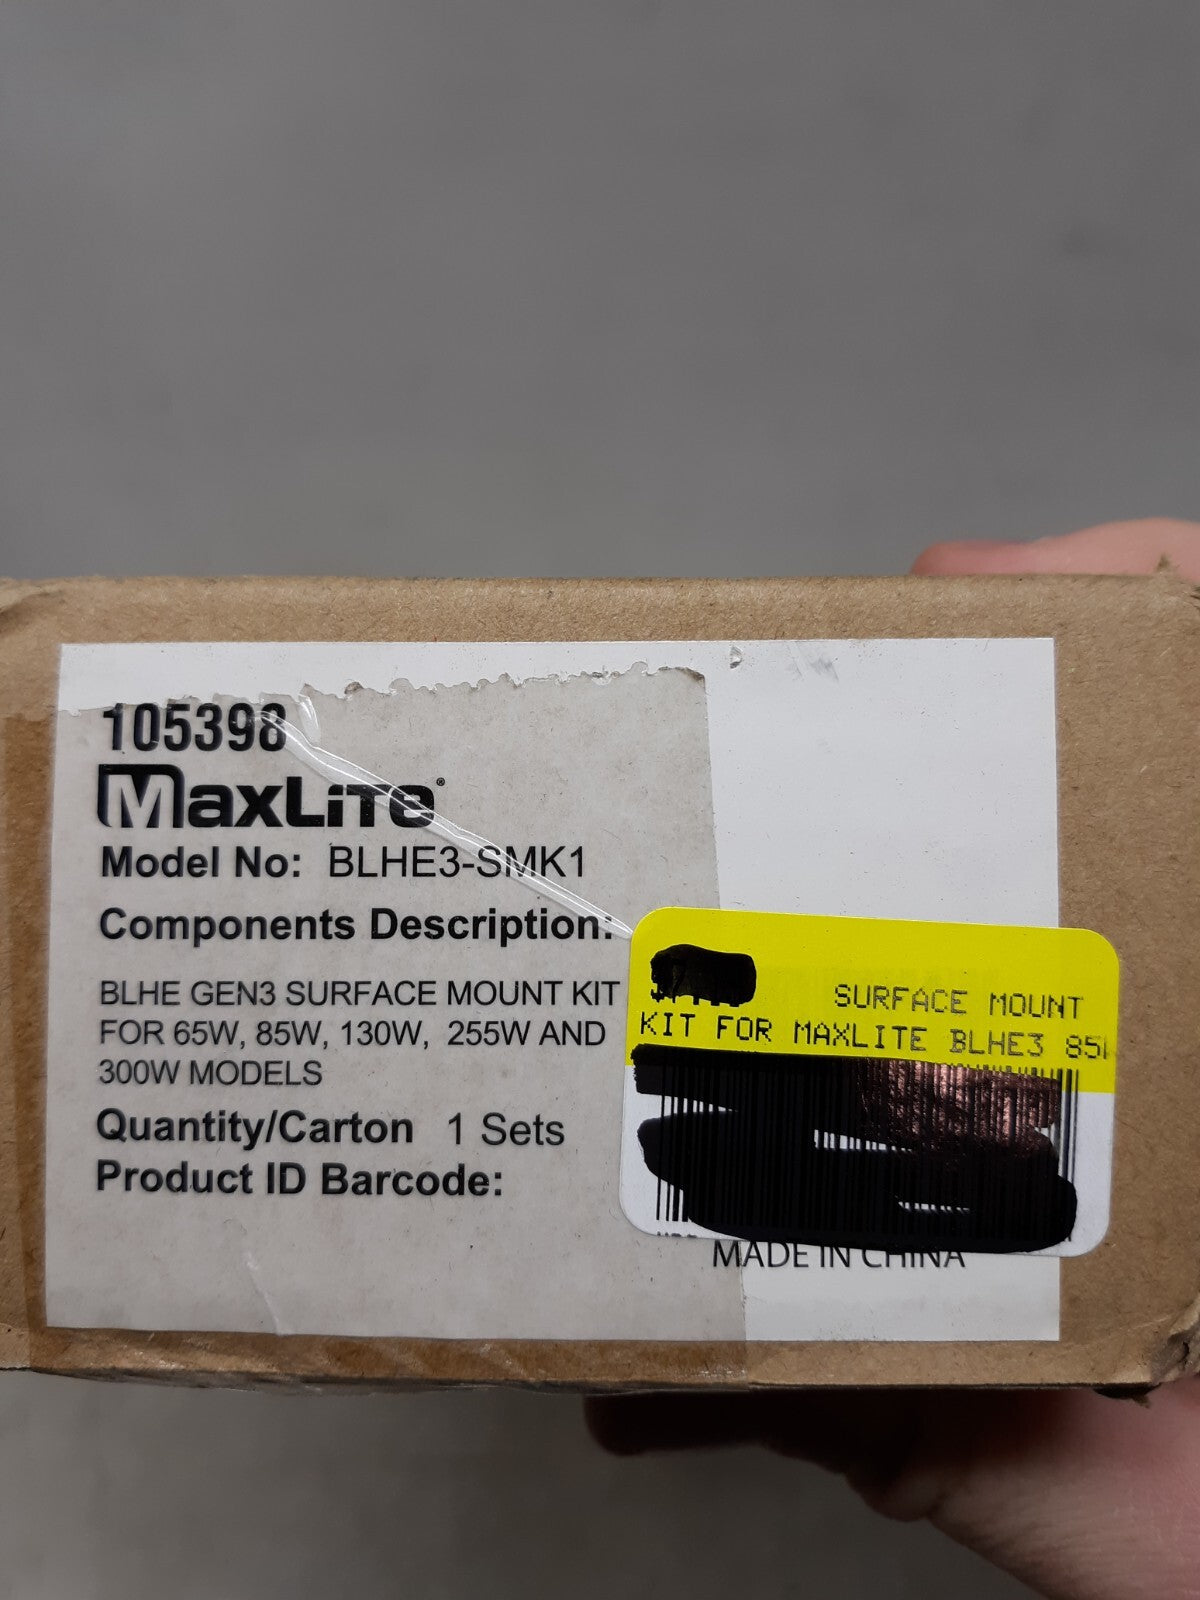 105398
MaxLite®
Model No: BLHE3-SMK1
Components Description:
BLHE GEN3 SURFACE MOUNT KIT
FOR 65W, 85W, 130W, 255W AND
300W MODELS
Quantity/Carton 1 Sets
Product ID Barcode:
SURFACE MOUNT
KIT FOR MAXLITE BLHE3 85
MADE IN CHINA